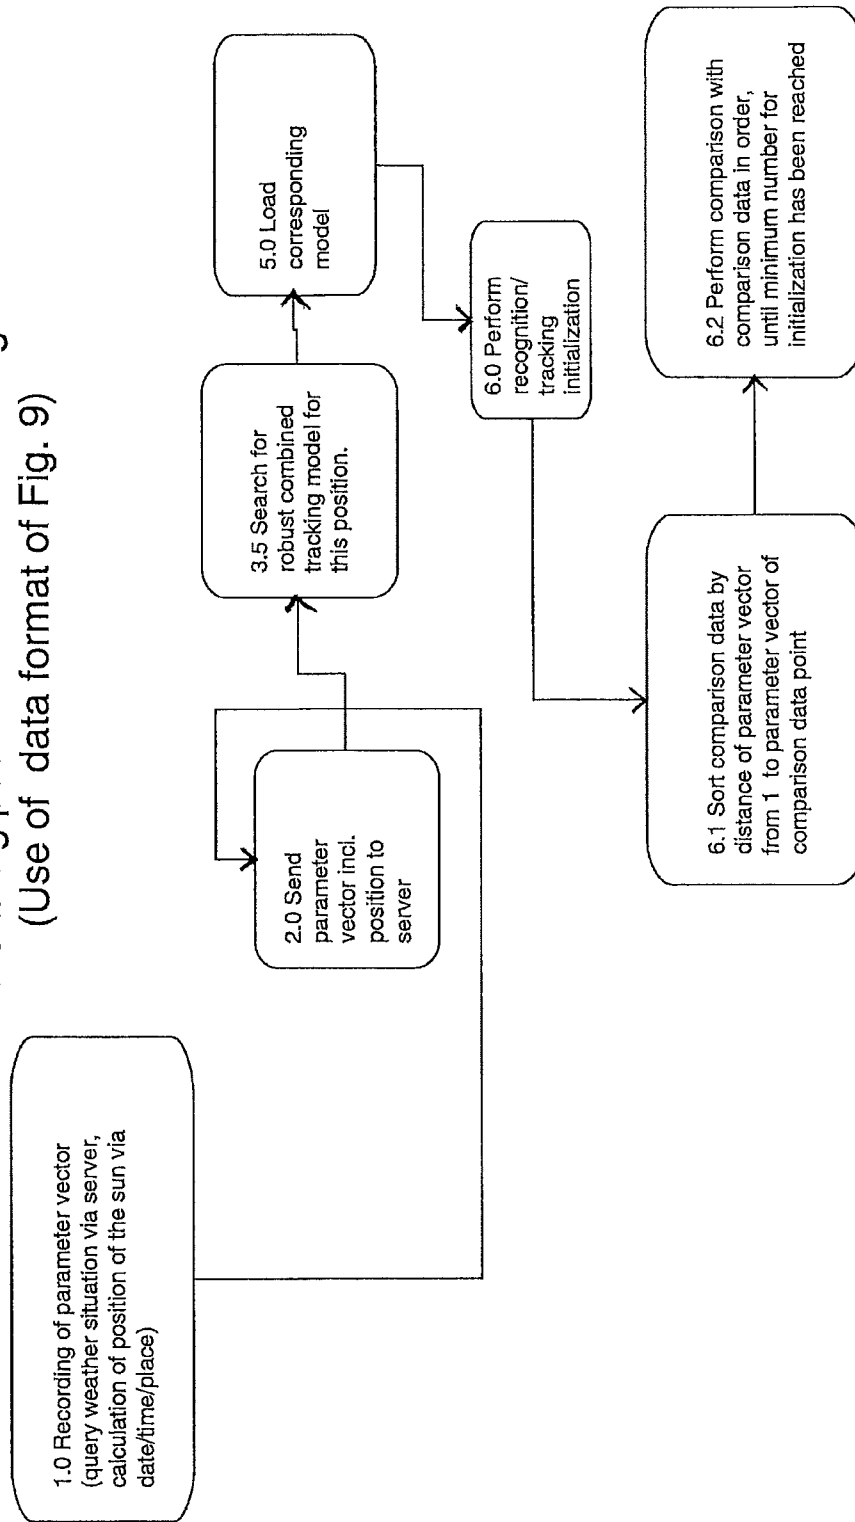 (Use of data format of Fig. 9)
1.0 Recording of parameter vector
(query weather situation via server,
calculation of position of the sun via
date/time/place)
2.0 Send
parameter
vector incl.
position to
server
3.5 Search for
robust combined
tracking model for
this position.
5.0 Load
corresponding
model
6.0 Perform
recognition/
tracking
initialization
6.1 Sort comparison data by
distance of parameter vector
from 1 to parameter vector of
comparison data point
6.2 Perform comparison with
comparison data in order,
until minimum number for
initialization has been reached